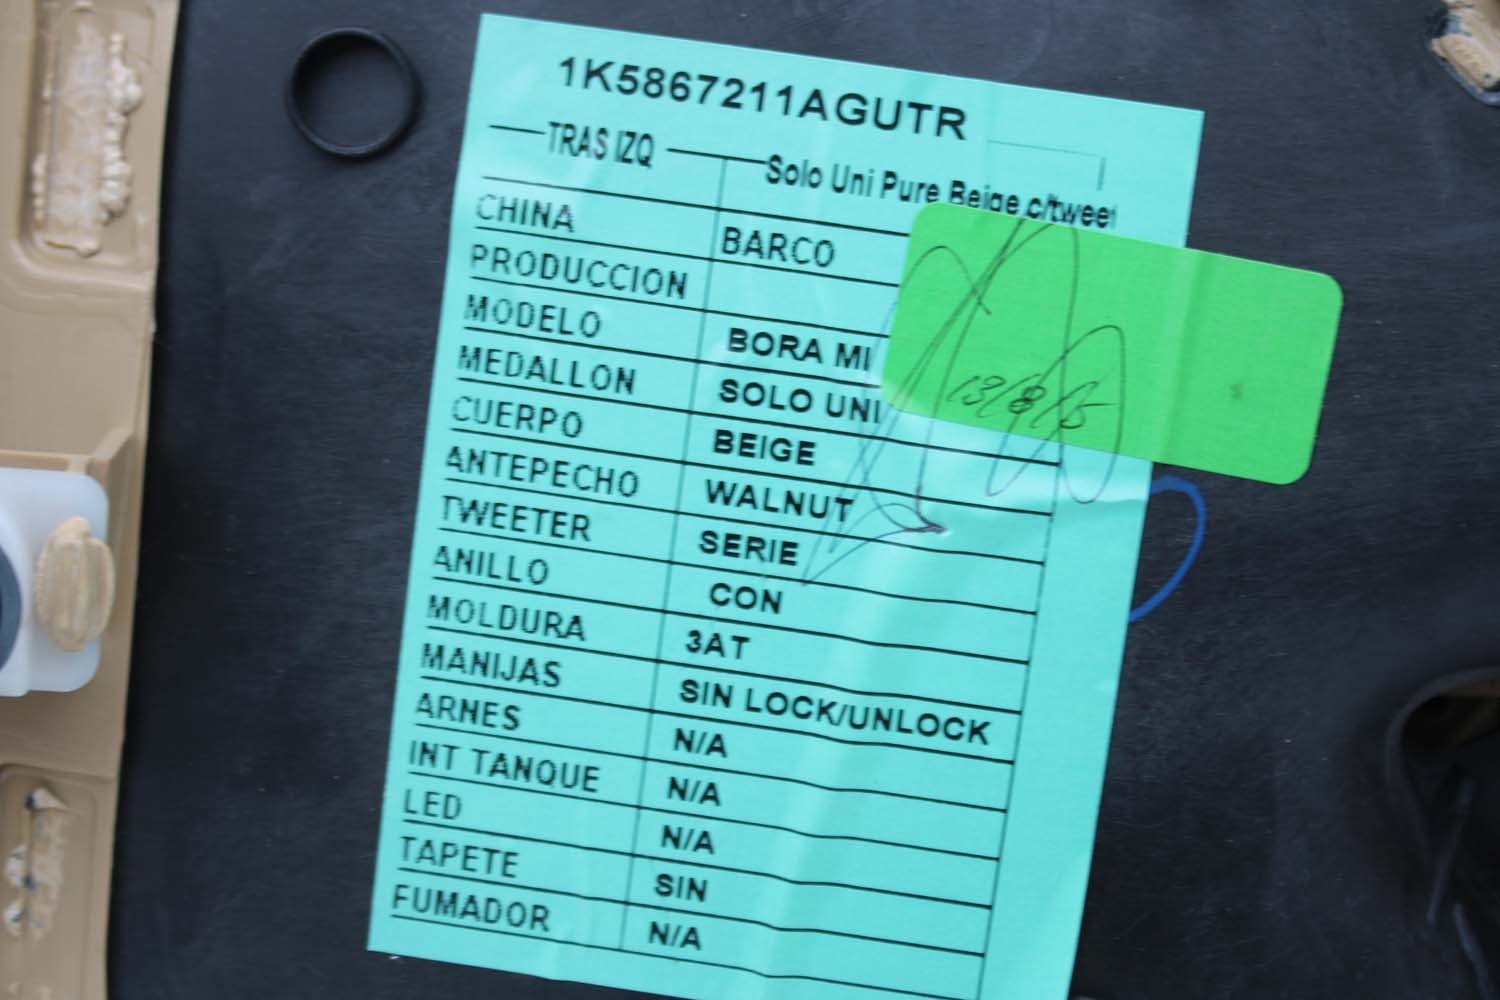 1K5867211AGUTR
TRAS IZQ Solo Uni Pure Beige c/tweet
CHINA BARCO
PRODUCCION
MODELO BORA MI
MEDALLON SOLO UNI
CUERPO BEIGE
ANTEPECHO WALNUT
TWEETER SERIE
ANILLO CON
MOLDURA 3AT
MANIJAS SIN LOCK/UNLOCK
ARNES N/A
INT TANQUE N/A
LED N/A
TAPETE SIN
FUMADOR N/A
13/8/15